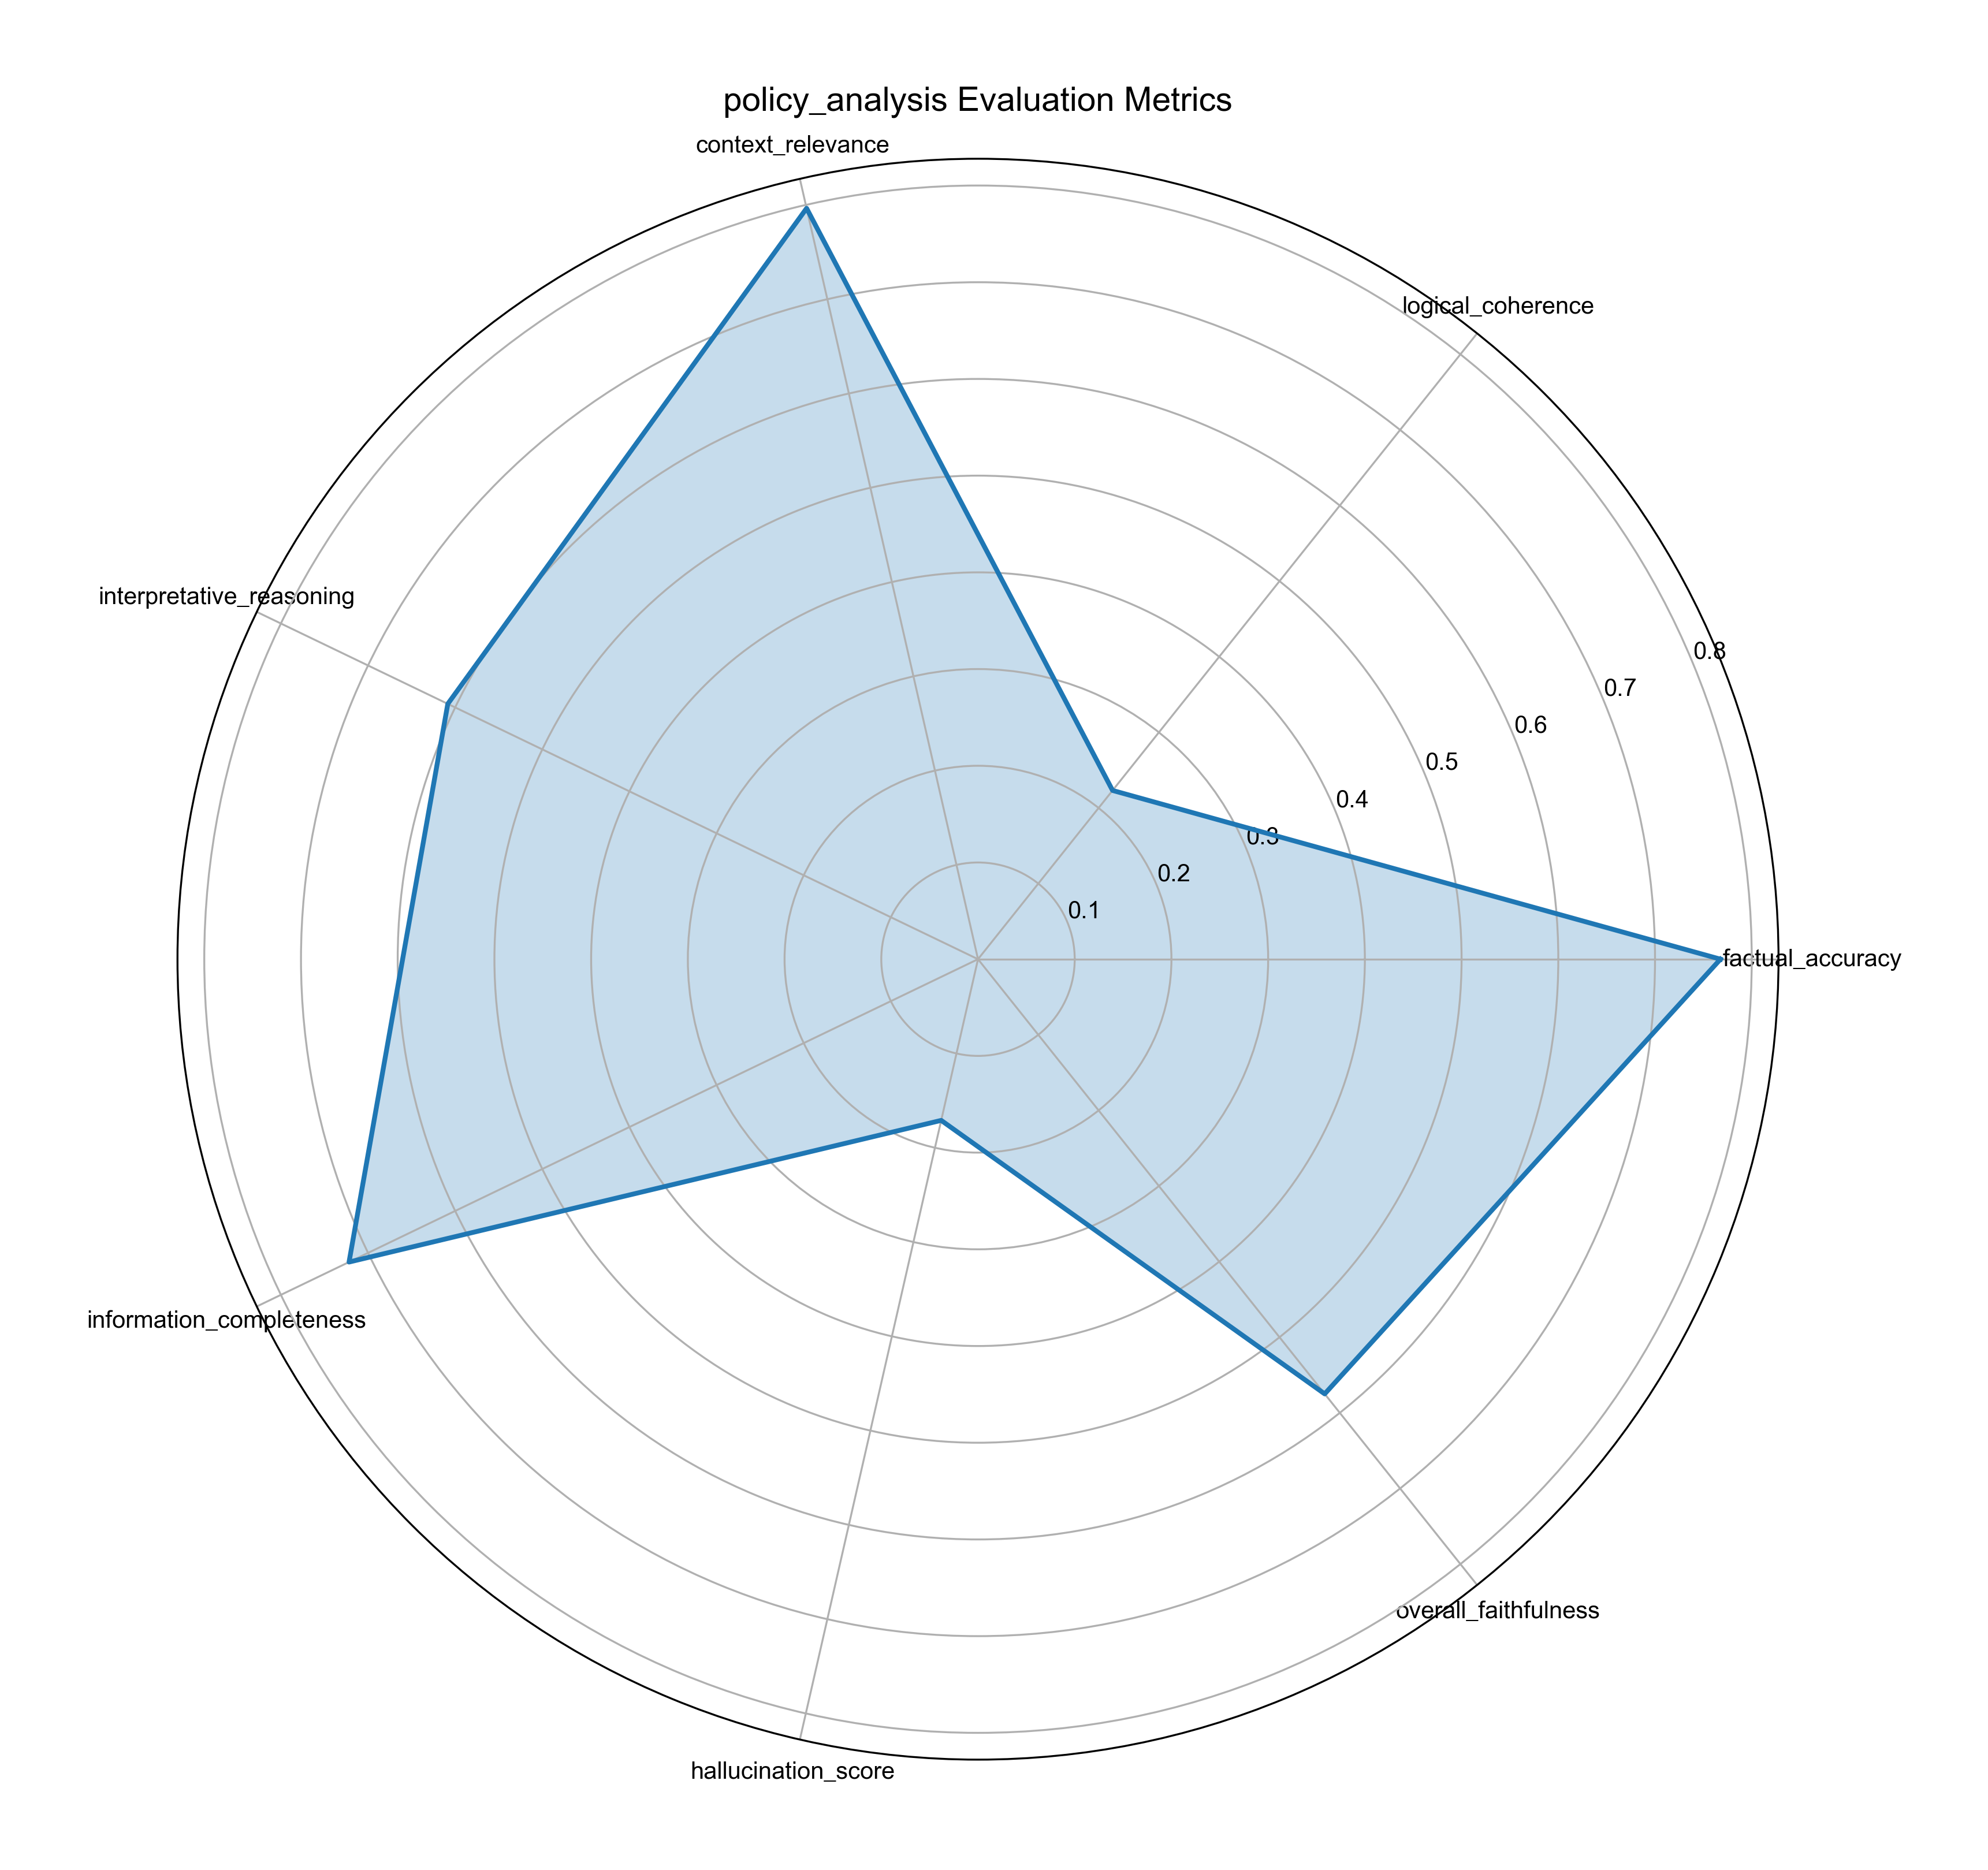 policy_analysis Evaluation Metrics
context_relevance
logical_coherence
interpretative_reasoning
0.8
0.7
0.6
0.5
0.4
0.3
0.2
0.1
factual_accuracy
information_completeness
overall_faithfulness
hallucination_score